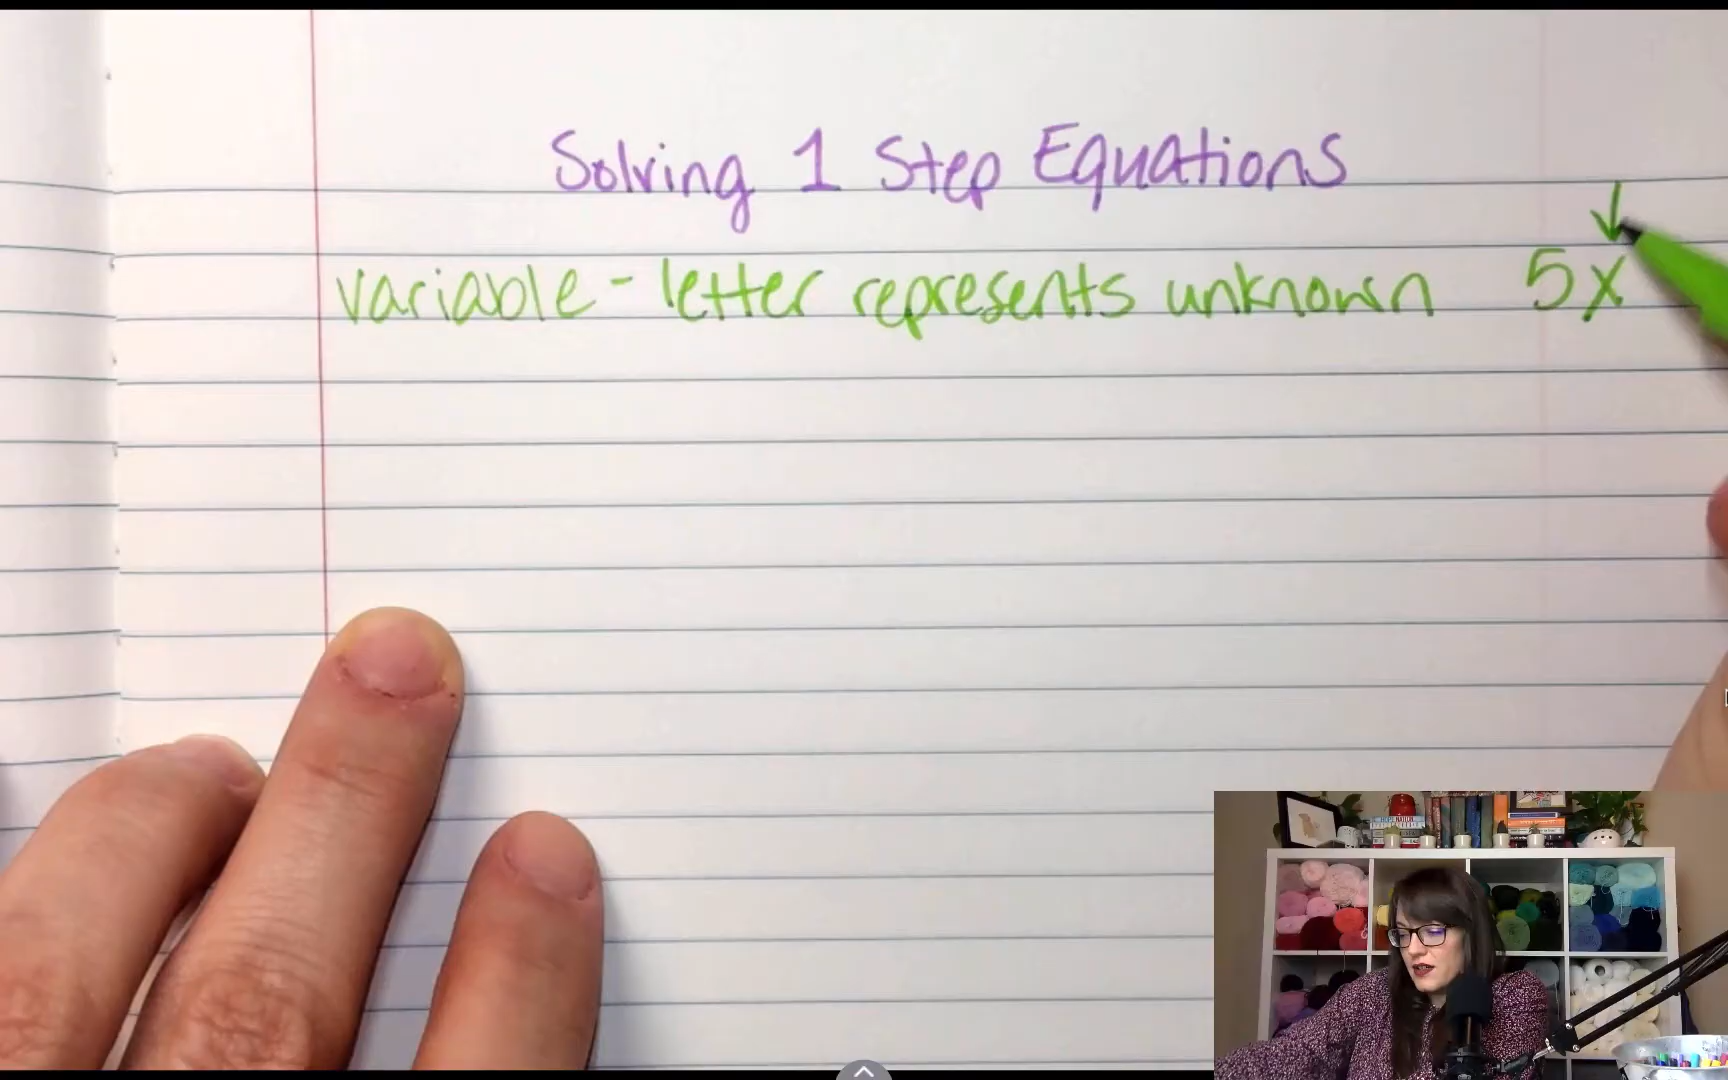 Solving 1 Step Equations
variable - letter represents unknown 5x